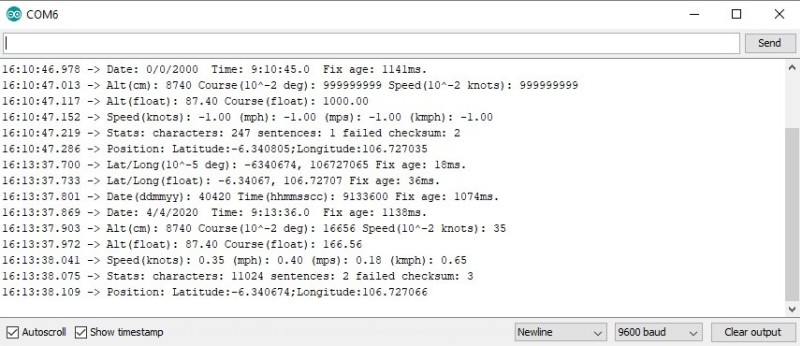 COM6
Send
16:10:46.978 -> Date: 0/0/2000  Time: 9:10:45.0  Fix age: 1141ms.
16:10:47.013 -> Alt(cm): 8740 Course(10^-2 deg): 999999999 Speed(10^-2 knots): 999999999
16:10:47.117 -> Alt(float): 87.40 Course(float): 1000.00
16:10:47.152 -> Speed(knots): -1.00 (mph): -1.00 (mps): -1.00 (kmph): -1.00
16:10:47.219 -> Stats: characters: 247 sentences: 1 failed checksum: 2
16:10:47.286 -> Position: Latitude:-6.340805;Longitude:106.727035
16:13:37.700 -> Lat/Long(10^-5 deg): -6340674, 106727065 Fix age: 18ms.
16:13:37.733 -> Lat/Long(float): -6.34067, 106.72707 Fix age: 36ms.
16:13:37.801 -> Date(ddmmyy): 40420 Time(hhmmsscc): 9133600 Fix age: 1074ms.
16:13:37.869 -> Date: 4/4/2020  Time: 9:13:36.0  Fix age: 1138ms.
16:13:37.903 -> Alt(cm): 8740 Course(10^-2 deg): 16656 Speed(10^-2 knots): 35
16:13:37.972 -> Alt(float): 87.40 Course(float): 166.56
16:13:38.041 -> Speed(knots): 0.35 (mph): 0.40 (mps): 0.18 (kmph): 0.65
16:13:38.075 -> Stats: characters: 11024 sentences: 2 failed checksum: 3
16:13:38.109 -> Position: Latitude:-6.340674;Longitude:106.727066
Autoscroll Show timestamp Newline 9600 baud Clear output